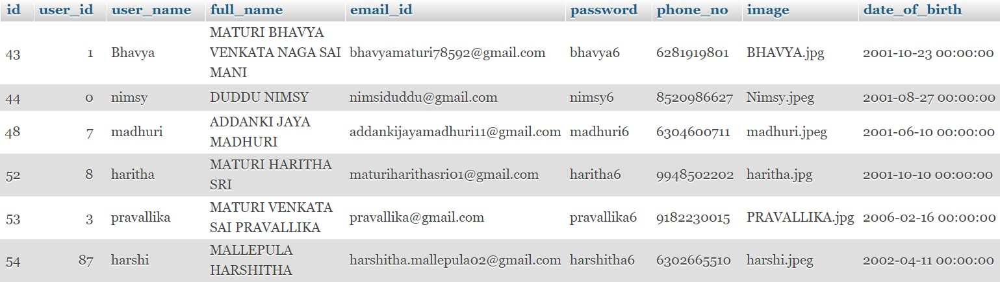 id user_id user_name full_name email_id password phone_no image date_of_birth
MATURI BHAVYA
43 1 Bhavya VENKATA NAGA SAI bhavyamaturi78592@gmail.com bhavya6 6281919801 BHAVYA.jpg 2001-10-23 00:00:00
MANI
44 0 nimsy DUDDU NIMSY nimsiduddu@gmail.com nimsy6 8520986627 Nimsy.jpeg 2001-08-27 00:00:00
ADDANKI JAYA
48 7 madhuri addankijayamadhuri11@gmail.com madhuri6 6304600711 madhuri.jpeg 2001-06-10 00:00:00
MADHURI
MATURI HARITHA
52 8 haritha maturiharithasri01@gmail.com haritha6 9948502202 haritha.jpg 2001-10-10 00:00:00
SRI
MATURI VENKATA
53 3 pravallika pravallika@gmail.com pravallika6 9182230015 PRAVALLIKA.jpg 2006-02-16 00:00:00
SAI PRAVALLIKA
MALLEPULA
54 87 harshi harshitha.mallepula02@gmail.com harshitha6 6302665510 harshi.jpeg 2002-04-11 00:00:00
HARSHITHA